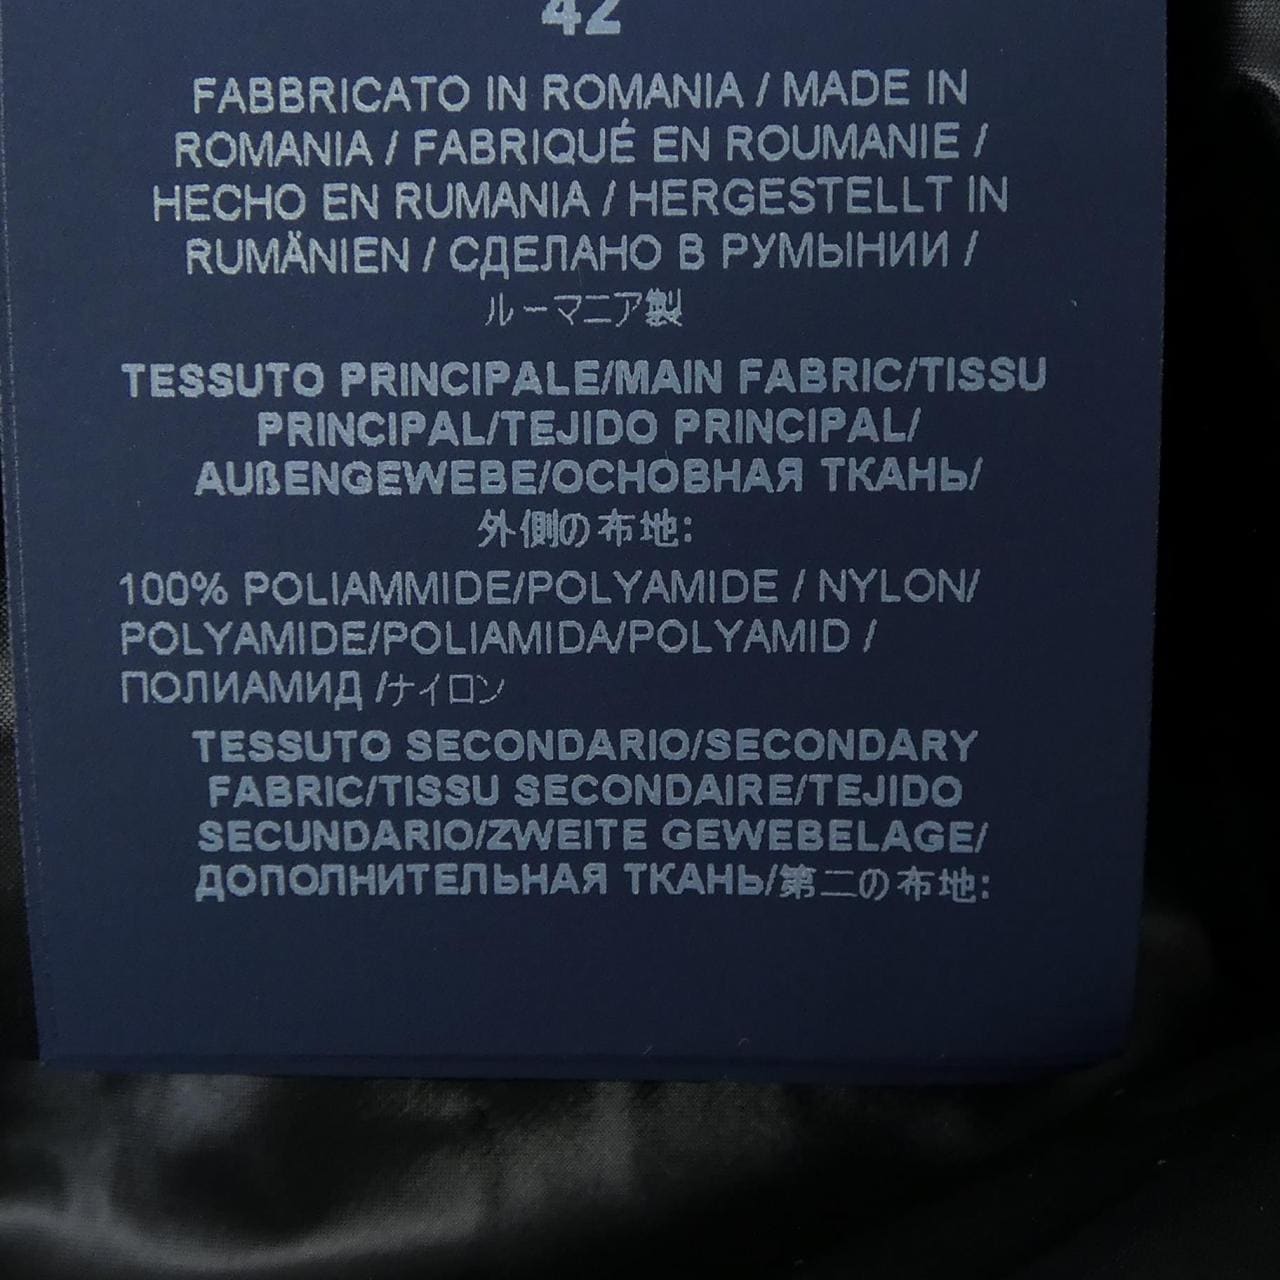 42
FABBRICATO IN ROMANIA / MADE IN
ROMANIA / FABRIQUÉ EN ROUMANIE /
HECHO EN RUMANIA / HERGESTELLT IN
RUMÄNIEN / СДЕЛАНО В РУМЫНИИ /
ルーマニア製
TESSUTO PRINCIPALE/MAIN FABRIC/TISSU
PRINCIPAL/TEJIDO PRINCIPAL/
AUßENGEWEBE/ОСНОВНАЯ ТКАНЬ/
外側の布地:
100% POLIAMMIDE/POLYAMIDE / NYLON/
POLYAMIDE/POLIAMIDA/POLYAMID /
ПОЛИАМИД /ナイロン
TESSUTO SECONDARIO/SECONDARY
FABRIC/TISSU SECONDAIRE/TEJIDO
SECUNDARIO/ZWEITE GEWEBELAGE/
ДОПОЛНИТЕЛЬНАЯ ТКАНЬ/第二の布地: